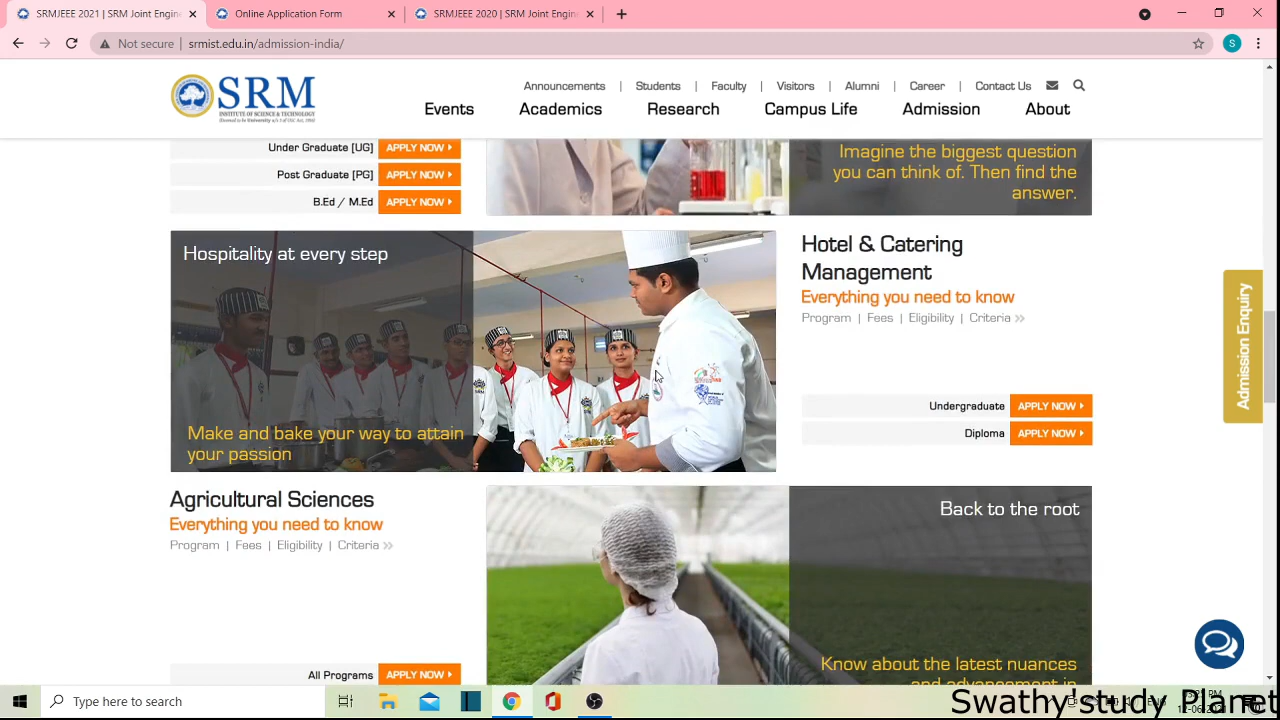 SRMJEEE 2021 | SRM Joint Engine
Online Application Form
SRMJEEE 2020 | SRM Joint Engine
Not secure
srmist.edu.in/admission-india/
S
SRM
INSTITUTE OF SCIENCE & TECHNOLOGY
Announcements | Students | Faculty | Visitors | Alumni | Career | Contact Us
Events Academics Research Campus Life Admission About
Under Graduate [UG] APPLY NOW
Post Graduate [PG] APPLY NOW
B.Ed / M.Ed APPLY NOW
Imagine the biggest question
you can think of. Then find the
answer.
Hospitality at every step
Make and bake your way to attain
your passion
Hotel & Catering
Management
Everything you need to know
Program | Fees | Eligibility | Criteria
Undergraduate APPLY NOW
Diploma APPLY NOW
Admission Enquiry
Agricultural Sciences
Everything you need to know
Program | Fees | Eligibility | Criteria
All Programs APPLY NOW
Back to the root
Know about the latest nuances
and advancement in
Type here to search
Swathy'study Planet